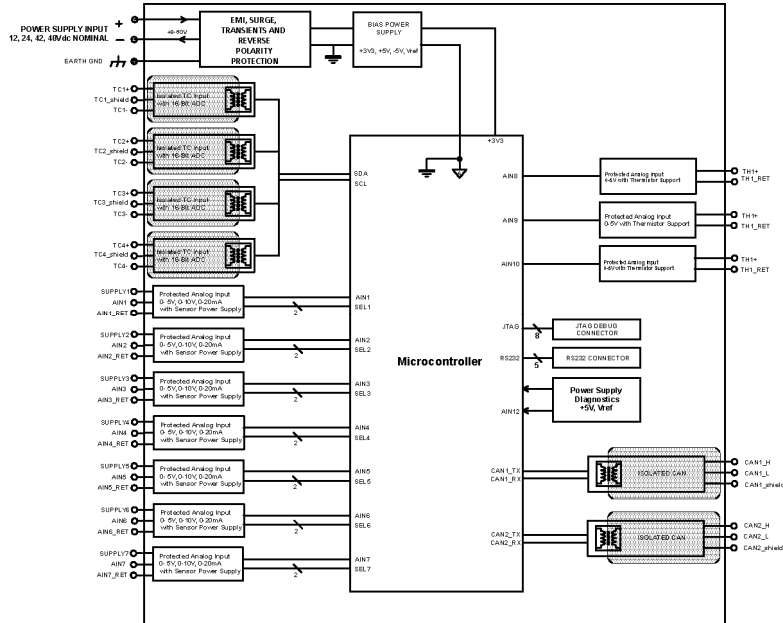 POWER SUPPLY INPUT
12, 24, 42, 48Vdc NOMINAL
+
−
+9-60V
EARTH GND
EMI, SURGE,
TRANSIENTS AND
REVERSE
POLARITY
PROTECTION
BIAS POWER
SUPPLY
+3V3, +5V, -5V, Vref
TC1+
TC1_shield
TC1-
Isolated TC Input
with 16-Bit ADC
TC2+
TC2_shield
TC2-
Isolated TC Input
with 16-Bit ADC
TC3+
TC3_shield
TC3-
Isolated TC Input
with 16-Bit ADC
TC4+
TC4_shield
TC4-
Isolated TC Input
with 16-Bit ADC
SUPPLY1
AIN1
AIN1_RET
Protected Analog Input
0- 5V, 0-10V, 0-20mA
with Sensor Power Supply
2
SUPPLY2
AIN2
AIN2_RET
Protected Analog Input
0- 5V, 0-10V, 0-20mA
with Sensor Power Supply
2
SUPPLY3
AIN3
AIN3_RET
Protected Analog Input
0- 5V, 0-10V, 0-20mA
with Sensor Power Supply
2
SUPPLY4
AIN4
AIN4_RET
Protected Analog Input
0- 5V, 0-10V, 0-20mA
with Sensor Power Supply
2
SUPPLY5
AIN5
AIN5_RET
Protected Analog Input
0- 5V, 0-10V, 0-20mA
with Sensor Power Supply
2
SUPPLY6
AIN6
AIN6_RET
Protected Analog Input
0- 5V, 0-10V, 0-20mA
with Sensor Power Supply
2
SUPPLY7
AIN7
AIN7_RET
Protected Analog Input
0- 5V, 0-10V, 0-20mA
with Sensor Power Supply
2
+3V3
SDA
SCL
AIN1
SEL1
AIN2
SEL2
AIN3
SEL3
AIN4
SEL4
AIN5
SEL5
AIN6
SEL6
AIN7
SEL7
Microcontroller
AIN8
AIN9
AIN10
JTAG
RS232
AIN12
CAN1_TX
CAN1_RX
CAN2_TX
CAN2_RX
Protected Analog Input
0-5V with Thermistor Support
TH1+
TH1_RET
Protected Analog Input
0-5V with Thermistor Support
TH1+
TH1_RET
Protected Analog Input
0-5V with Thermistor Support
TH1+
TH1_RET
8
JTAG DEBUG
CONNECTOR
5
RS232 CONNECTOR
Power Supply
Diagnostics
+5V, Vref
ISOLATED CAN
CAN1_H
CAN1_L
CAN1_shield
ISOLATED CAN
CAN2_H
CAN2_L
CAN2_shield